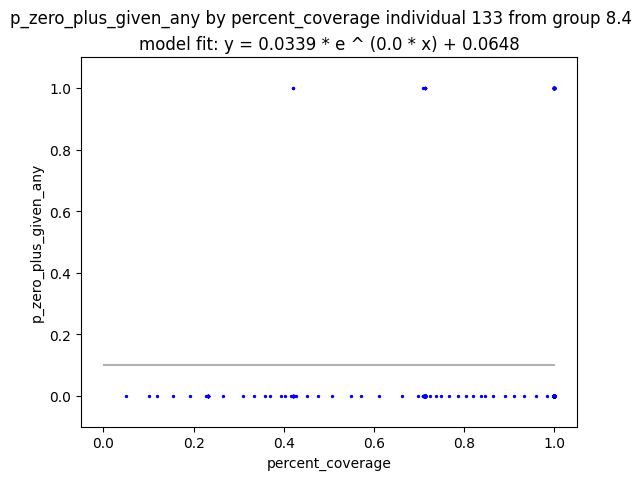 p_zero_plus_given_any by percent_coverage individual 133 from group 8.4
model fit: y = 0.0339 * e ^ (0.0 * x) + 0.0648
1.0
0.8
0.6
0.4
0.2
0.0
p_zero_plus_given_any
0.0 0.2 0.4 0.6 0.8 1.0
percent_coverage